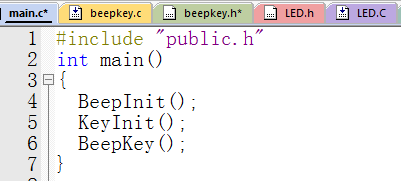 main.c* beepkey.c beepkey.h* LED.h LED.C
1 #include "public.h"
2 int main()
3 {
4 BeepInit();
5 KeyInit();
6 BeepKey();
7 }